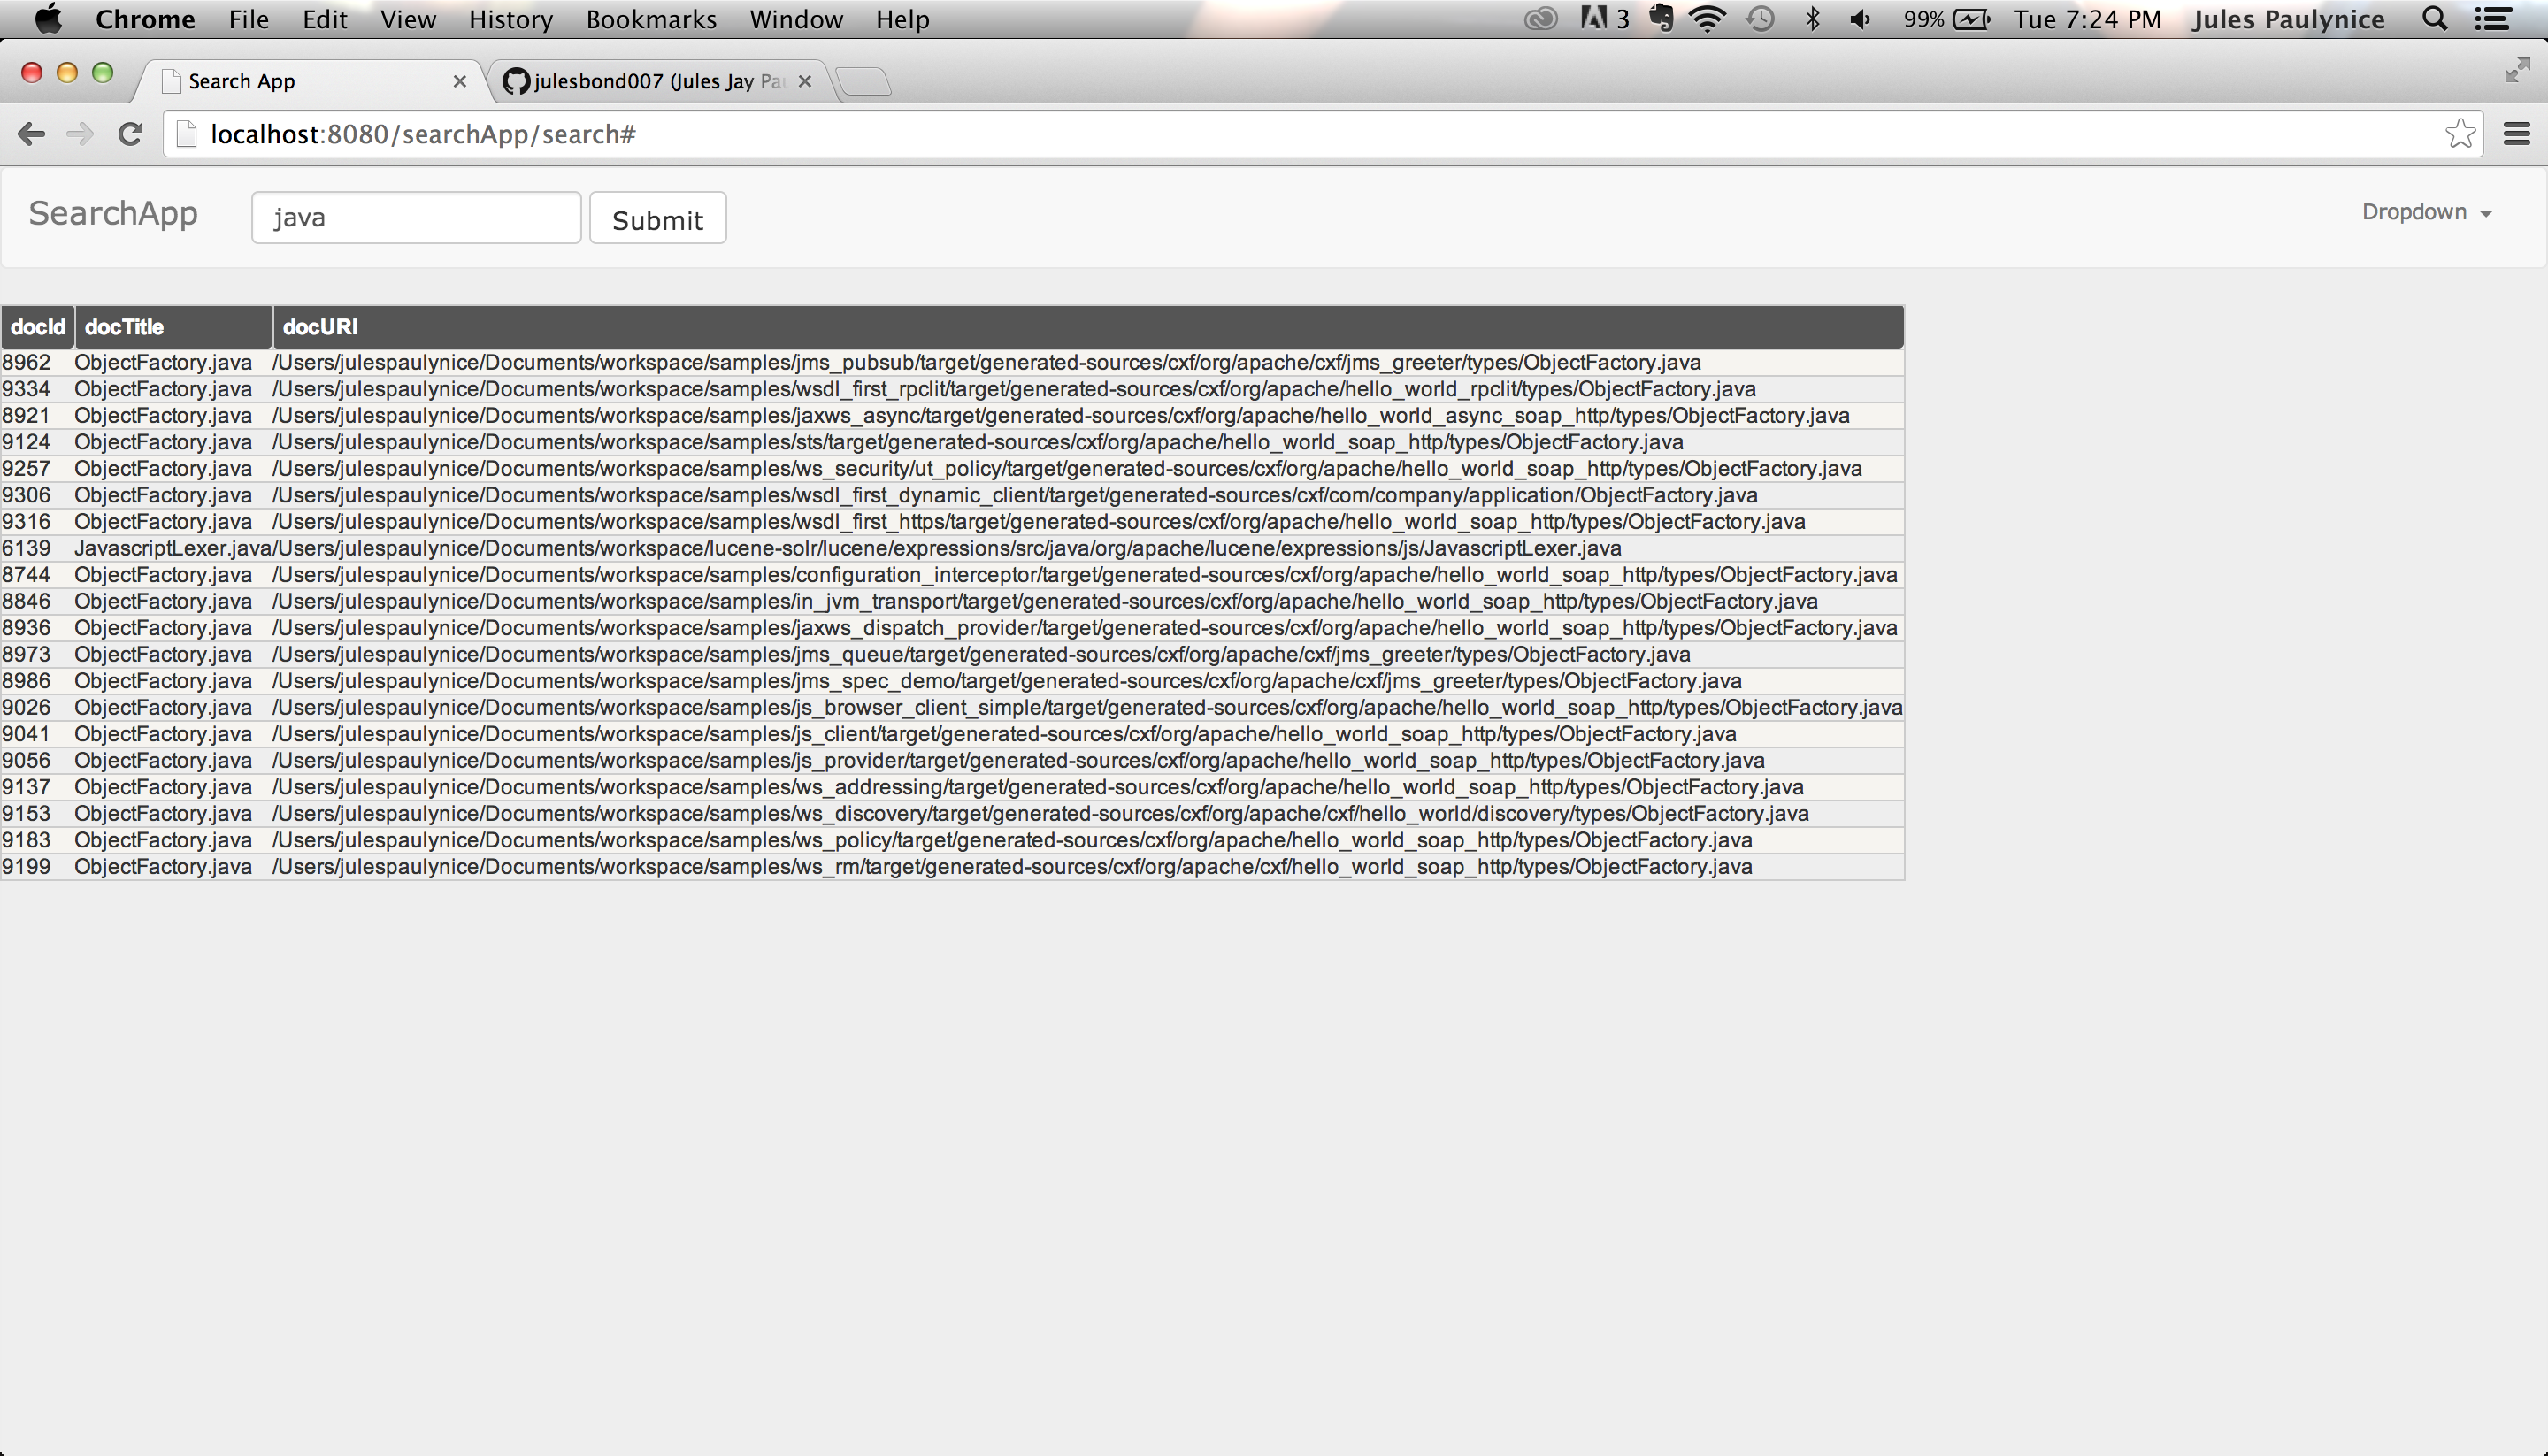 Chrome File Edit View History Bookmarks Window Help 3 99% Tue 7:24 PM Jules Paulynice
Search App julesbond007 (Jules Jay Pa
localhost:8080/searchApp/search#
SearchApp java Submit Dropdown
docId docTitle docURI
8962 ObjectFactory.java /Users/julespaulynice/Documents/workspace/samples/jms_pubsub/target/generated-sources/cxf/org/apache/cxf/jms_greeter/types/ObjectFactory.java
9334 ObjectFactory.java /Users/julespaulynice/Documents/workspace/samples/wsdl_first_rpclit/target/generated-sources/cxf/org/apache/hello_world_rpclit/types/ObjectFactory.java
8921 ObjectFactory.java /Users/julespaulynice/Documents/workspace/samples/jaxws_async/target/generated-sources/cxf/org/apache/hello_world_async_soap_http/types/ObjectFactory.java
9124 ObjectFactory.java /Users/julespaulynice/Documents/workspace/samples/sts/target/generated-sources/cxf/org/apache/hello_world_soap_http/types/ObjectFactory.java
9257 ObjectFactory.java /Users/julespaulynice/Documents/workspace/samples/ws_security/ut_policy/target/generated-sources/cxf/org/apache/hello_world_soap_http/types/ObjectFactory.java
9306 ObjectFactory.java /Users/julespaulynice/Documents/workspace/samples/wsdl_first_dynamic_client/target/generated-sources/cxf/com/company/application/ObjectFactory.java
9316 ObjectFactory.java /Users/julespaulynice/Documents/workspace/samples/wsdl_first_https/target/generated-sources/cxf/org/apache/hello_world_soap_http/types/ObjectFactory.java
6139 JavascriptLexer.java /Users/julespaulynice/Documents/workspace/lucene-solr/lucene/expressions/src/java/org/apache/lucene/expressions/js/JavascriptLexer.java
8744 ObjectFactory.java /Users/julespaulynice/Documents/workspace/samples/configuration_interceptor/target/generated-sources/cxf/org/apache/hello_world_soap_http/types/ObjectFactory.java
8846 ObjectFactory.java /Users/julespaulynice/Documents/workspace/samples/in_jvm_transport/target/generated-sources/cxf/org/apache/hello_world_soap_http/types/ObjectFactory.java
8936 ObjectFactory.java /Users/julespaulynice/Documents/workspace/samples/jaxws_dispatch_provider/target/generated-sources/cxf/org/apache/hello_world_soap_http/types/ObjectFactory.java
8973 ObjectFactory.java /Users/julespaulynice/Documents/workspace/samples/jms_queue/target/generated-sources/cxf/org/apache/cxf/jms_greeter/types/ObjectFactory.java
8986 ObjectFactory.java /Users/julespaulynice/Documents/workspace/samples/jms_spec_demo/target/generated-sources/cxf/org/apache/cxf/jms_greeter/types/ObjectFactory.java
9026 ObjectFactory.java /Users/julespaulynice/Documents/workspace/samples/js_browser_client_simple/target/generated-sources/cxf/org/apache/hello_world_soap_http/types/ObjectFactory.java
9041 ObjectFactory.java /Users/julespaulynice/Documents/workspace/samples/js_client/target/generated-sources/cxf/org/apache/hello_world_soap_http/types/ObjectFactory.java
9056 ObjectFactory.java /Users/julespaulynice/Documents/workspace/samples/js_provider/target/generated-sources/cxf/org/apache/hello_world_soap_http/types/ObjectFactory.java
9137 ObjectFactory.java /Users/julespaulynice/Documents/workspace/samples/ws_addressing/target/generated-sources/cxf/org/apache/hello_world_soap_http/types/ObjectFactory.java
9153 ObjectFactory.java /Users/julespaulynice/Documents/workspace/samples/ws_discovery/target/generated-sources/cxf/org/apache/cxf/hello_world/discovery/types/ObjectFactory.java
9183 ObjectFactory.java /Users/julespaulynice/Documents/workspace/samples/ws_policy/target/generated-sources/cxf/org/apache/hello_world_soap_http/types/ObjectFactory.java
9199 ObjectFactory.java /Users/julespaulynice/Documents/workspace/samples/ws_rm/target/generated-sources/cxf/org/apache/cxf/hello_world_soap_http/types/ObjectFactory.java